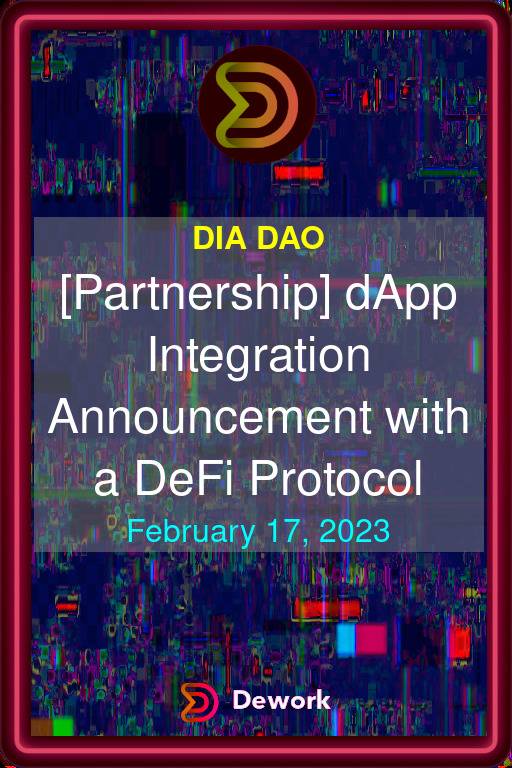 DIA DAO
[Partnership] dApp
Integration
Announcement with
a DeFi Protocol
February 17, 2023
Dework